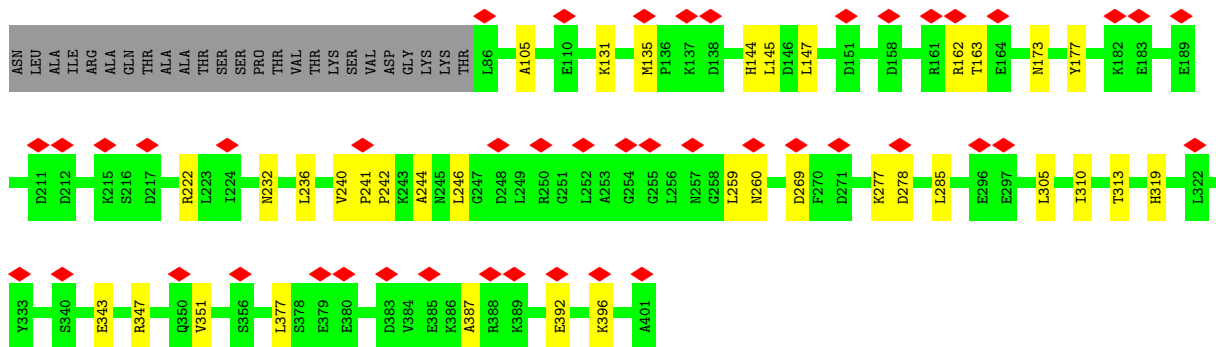 ASN LEU ALA ILE ARG ALA GLN THR ALA ALA THR SER SER PRO THR VAL THR LYS SER VAL ASP GLY LYS LYS THR L86 A105 E110 K131 M135 P136 K137 D138 H144 L145 D146 L147 D151 D158 R161 R162 T163 E164 N173 Y177 K182 E183 E189
D211 D212 K215 S216 D217 R222 L223 I224 N232 L236 V240 P241 P242 K243 A244 N245 L246 G247 D248 L249 R250 G251 L252 A253 G254 G255 L256 N257 G258 L259 N260 D269 F270 D271 K277 D278 L285 E296 E297 L305 I310 T313 H319 L322
Y333 S340 E343 R347 Q350 V351 S356 L377 S378 E379 E380 D383 V384 E385 K386 A387 R388 K389 E392 K396 A401